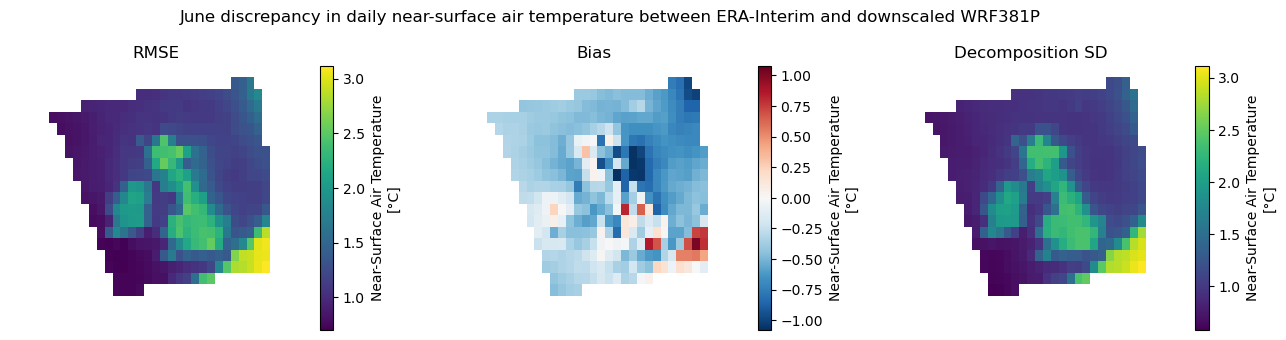 June discrepancy in daily near-surface air temperature between ERA-Interim and downscaled WRF381P
RMSE
3.0
2.5
2.0
1.5
1.0
Near-Surface Air Temperature
[°C]
Bias
1.00
0.75
0.50
0.25
0.00
−0.25
−0.50
−0.75
−1.00
Near-Surface Air Temperature
[°C]
Decomposition SD
3.0
2.5
2.0
1.5
1.0
Near-Surface Air Temperature
[°C]